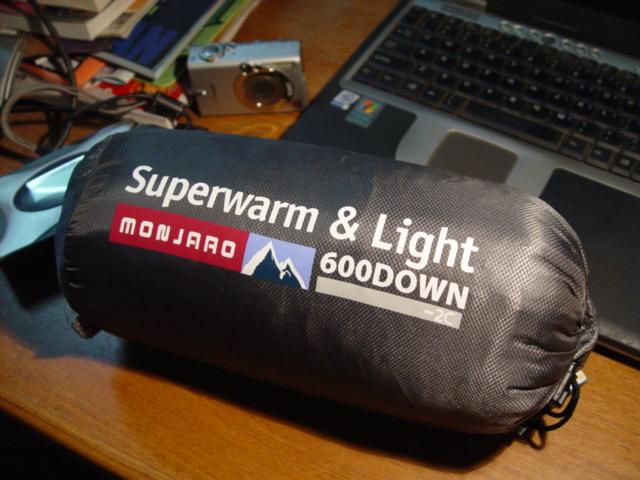 Superwarm & Light
MONJARO
600DOWN
-2C